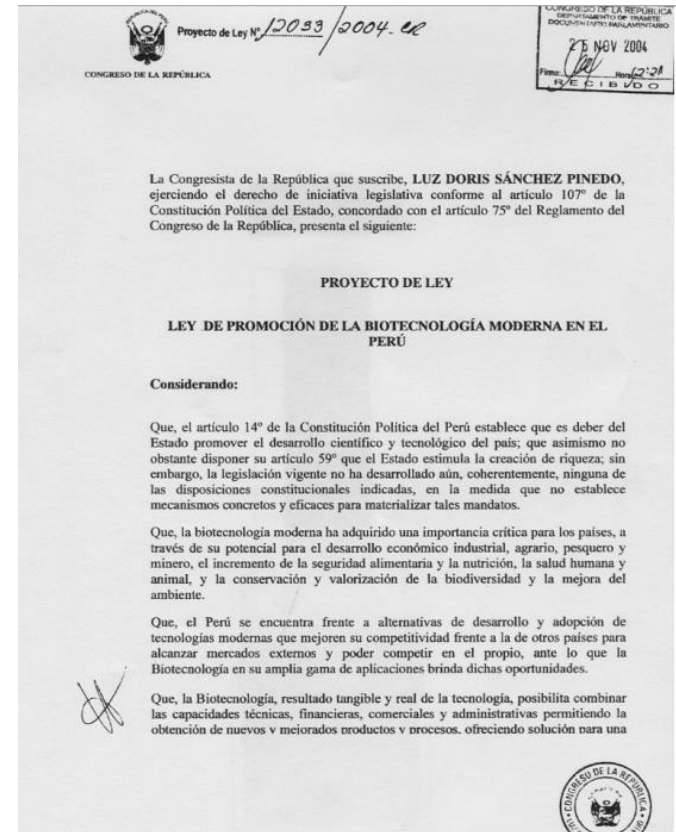 Proyecto de Ley N° 12033/2004-CR
CONGRESO DE LA REPÚBLICA
CONGRESO DE LA REPÚBLICA
DEPARTAMENTO DE TRÁMITE
DOCUMENTARIO PARLAMENTARIO
25 NOV 2004
Firma: Hora 12:21
RECIBIDO
La Congresista de la República que suscribe, LUZ DORIS SÁNCHEZ PINEDO,
ejerciendo el derecho de iniciativa legislativa conforme al artículo 107º de la
Constitución Política del Estado, concordado con el artículo 75º del Reglamento del
Congreso de la República, presenta el siguiente:
PROYECTO DE LEY
LEY DE PROMOCIÓN DE LA BIOTECNOLOGÍA MODERNA EN EL
PERÚ
Considerando:
Que, el artículo 14º de la Constitución Política del Perú establece que es deber del
Estado promover el desarrollo científico y tecnológico del país; que asimismo no
obstante disponer su artículo 59º que el Estado estimula la creación de riqueza; sin
embargo, la legislación vigente no ha desarrollado aún, coherentemente, ninguna de
las disposiciones constitucionales indicadas, en la medida que no establece
mecanismos concretos y eficaces para materializar tales mandatos.
Que, la biotecnología moderna ha adquirido una importancia crítica para los países, a
través de su potencial para el desarrollo económico industrial, agrario, pesquero y
minero, el incremento de la seguridad alimentaria y la nutrición, la salud humana y
animal, y la conservación y valorización de la biodiversidad y la mejora del
ambiente.
Que, el Perú se encuentra frente a alternativas de desarrollo y adopción de
tecnologías modernas que mejoren su competitividad frente a la de otros países para
alcanzar mercados externos y poder competir en el propio, ante lo que la
Biotecnología en su amplia gama de aplicaciones brinda dichas oportunidades.
Que, la Biotecnología, resultado tangible y real de la tecnología, posibilita combinar
las capacidades técnicas, financieras, comerciales y administrativas permitiendo la
obtención de nuevos y mejorados productos y procesos, ofreciendo solución para una